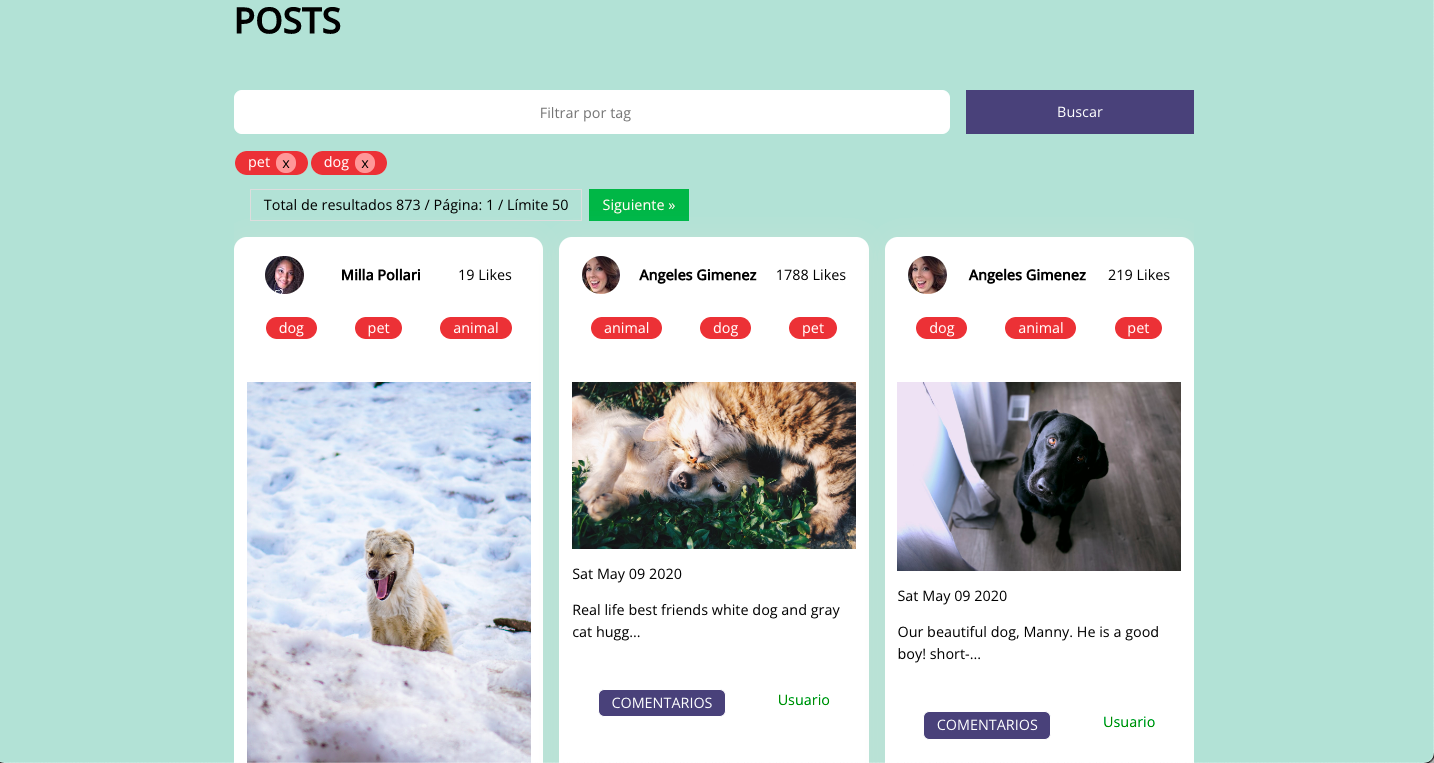 POSTS
Filtrar por tag
Buscar
pet x dog x
Total de resultados 873 / Página: 1 / Límite 50
Siguiente »
Milla Pollari 19 Likes
dog pet animal
Angeles Gimenez 1788 Likes
animal dog pet
Sat May 09 2020
Real life best friends white dog and gray
cat hugg...
COMENTARIOS Usuario
Angeles Gimenez 219 Likes
dog animal pet
Sat May 09 2020
Our beautiful dog, Manny. He is a good
boy! short-...
COMENTARIOS Usuario